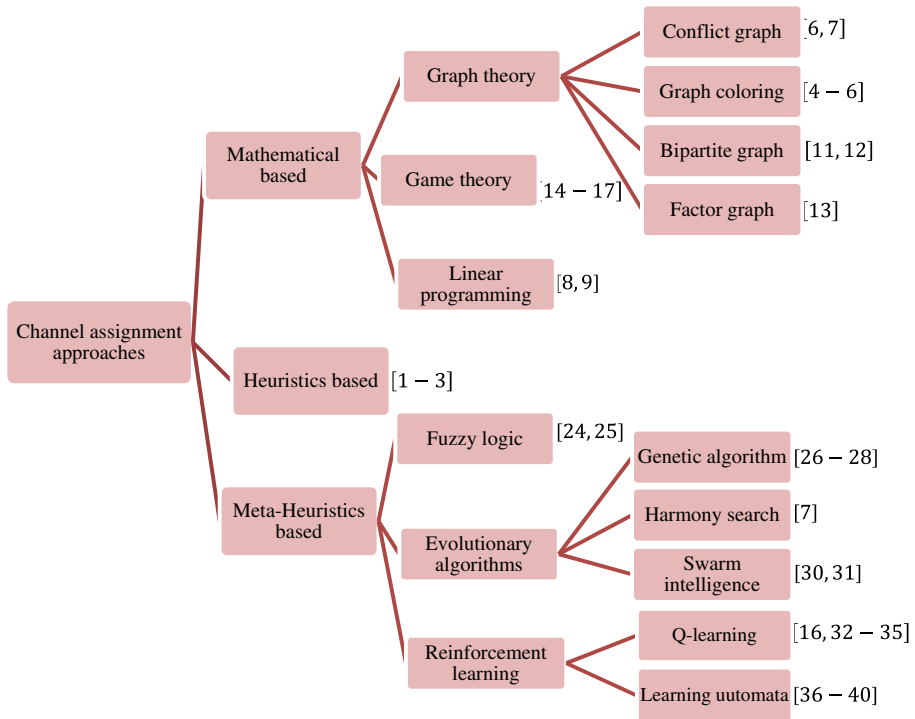 Conflict graph [6, 7]
Graph theory
Graph coloring [4 − 6]
Mathematical
based
Bipartite graph [11, 12]
Game theory [14 − 17]
Factor graph [13]
Linear
programming [8, 9]
Channel assignment
approaches
Heuristics based [1 − 3]
Fuzzy logic [24, 25]
Genetic algorithm [26 − 28]
Meta-Heuristics
based
Harmony search [7]
Evolutionary
algorithms
Swarm
intelligence [30, 31]
Q-learning [16, 32 − 35]
Reinforcement
learning
Learning uutomata [36 − 40]